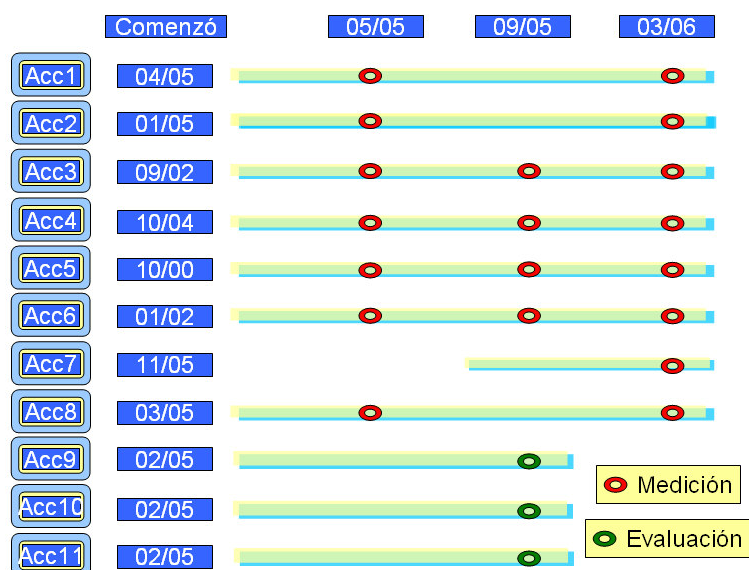 Comenzó 05/05 09/05 03/06
Acc1 04/05
Acc2 01/05
Acc3 09/02
Acc4 10/04
Acc5 10/00
Acc6 01/02
Acc7 11/05
Acc8 03/05
Acc9 02/05
Acc10 02/05
Acc11 02/05
Medición
Evaluación